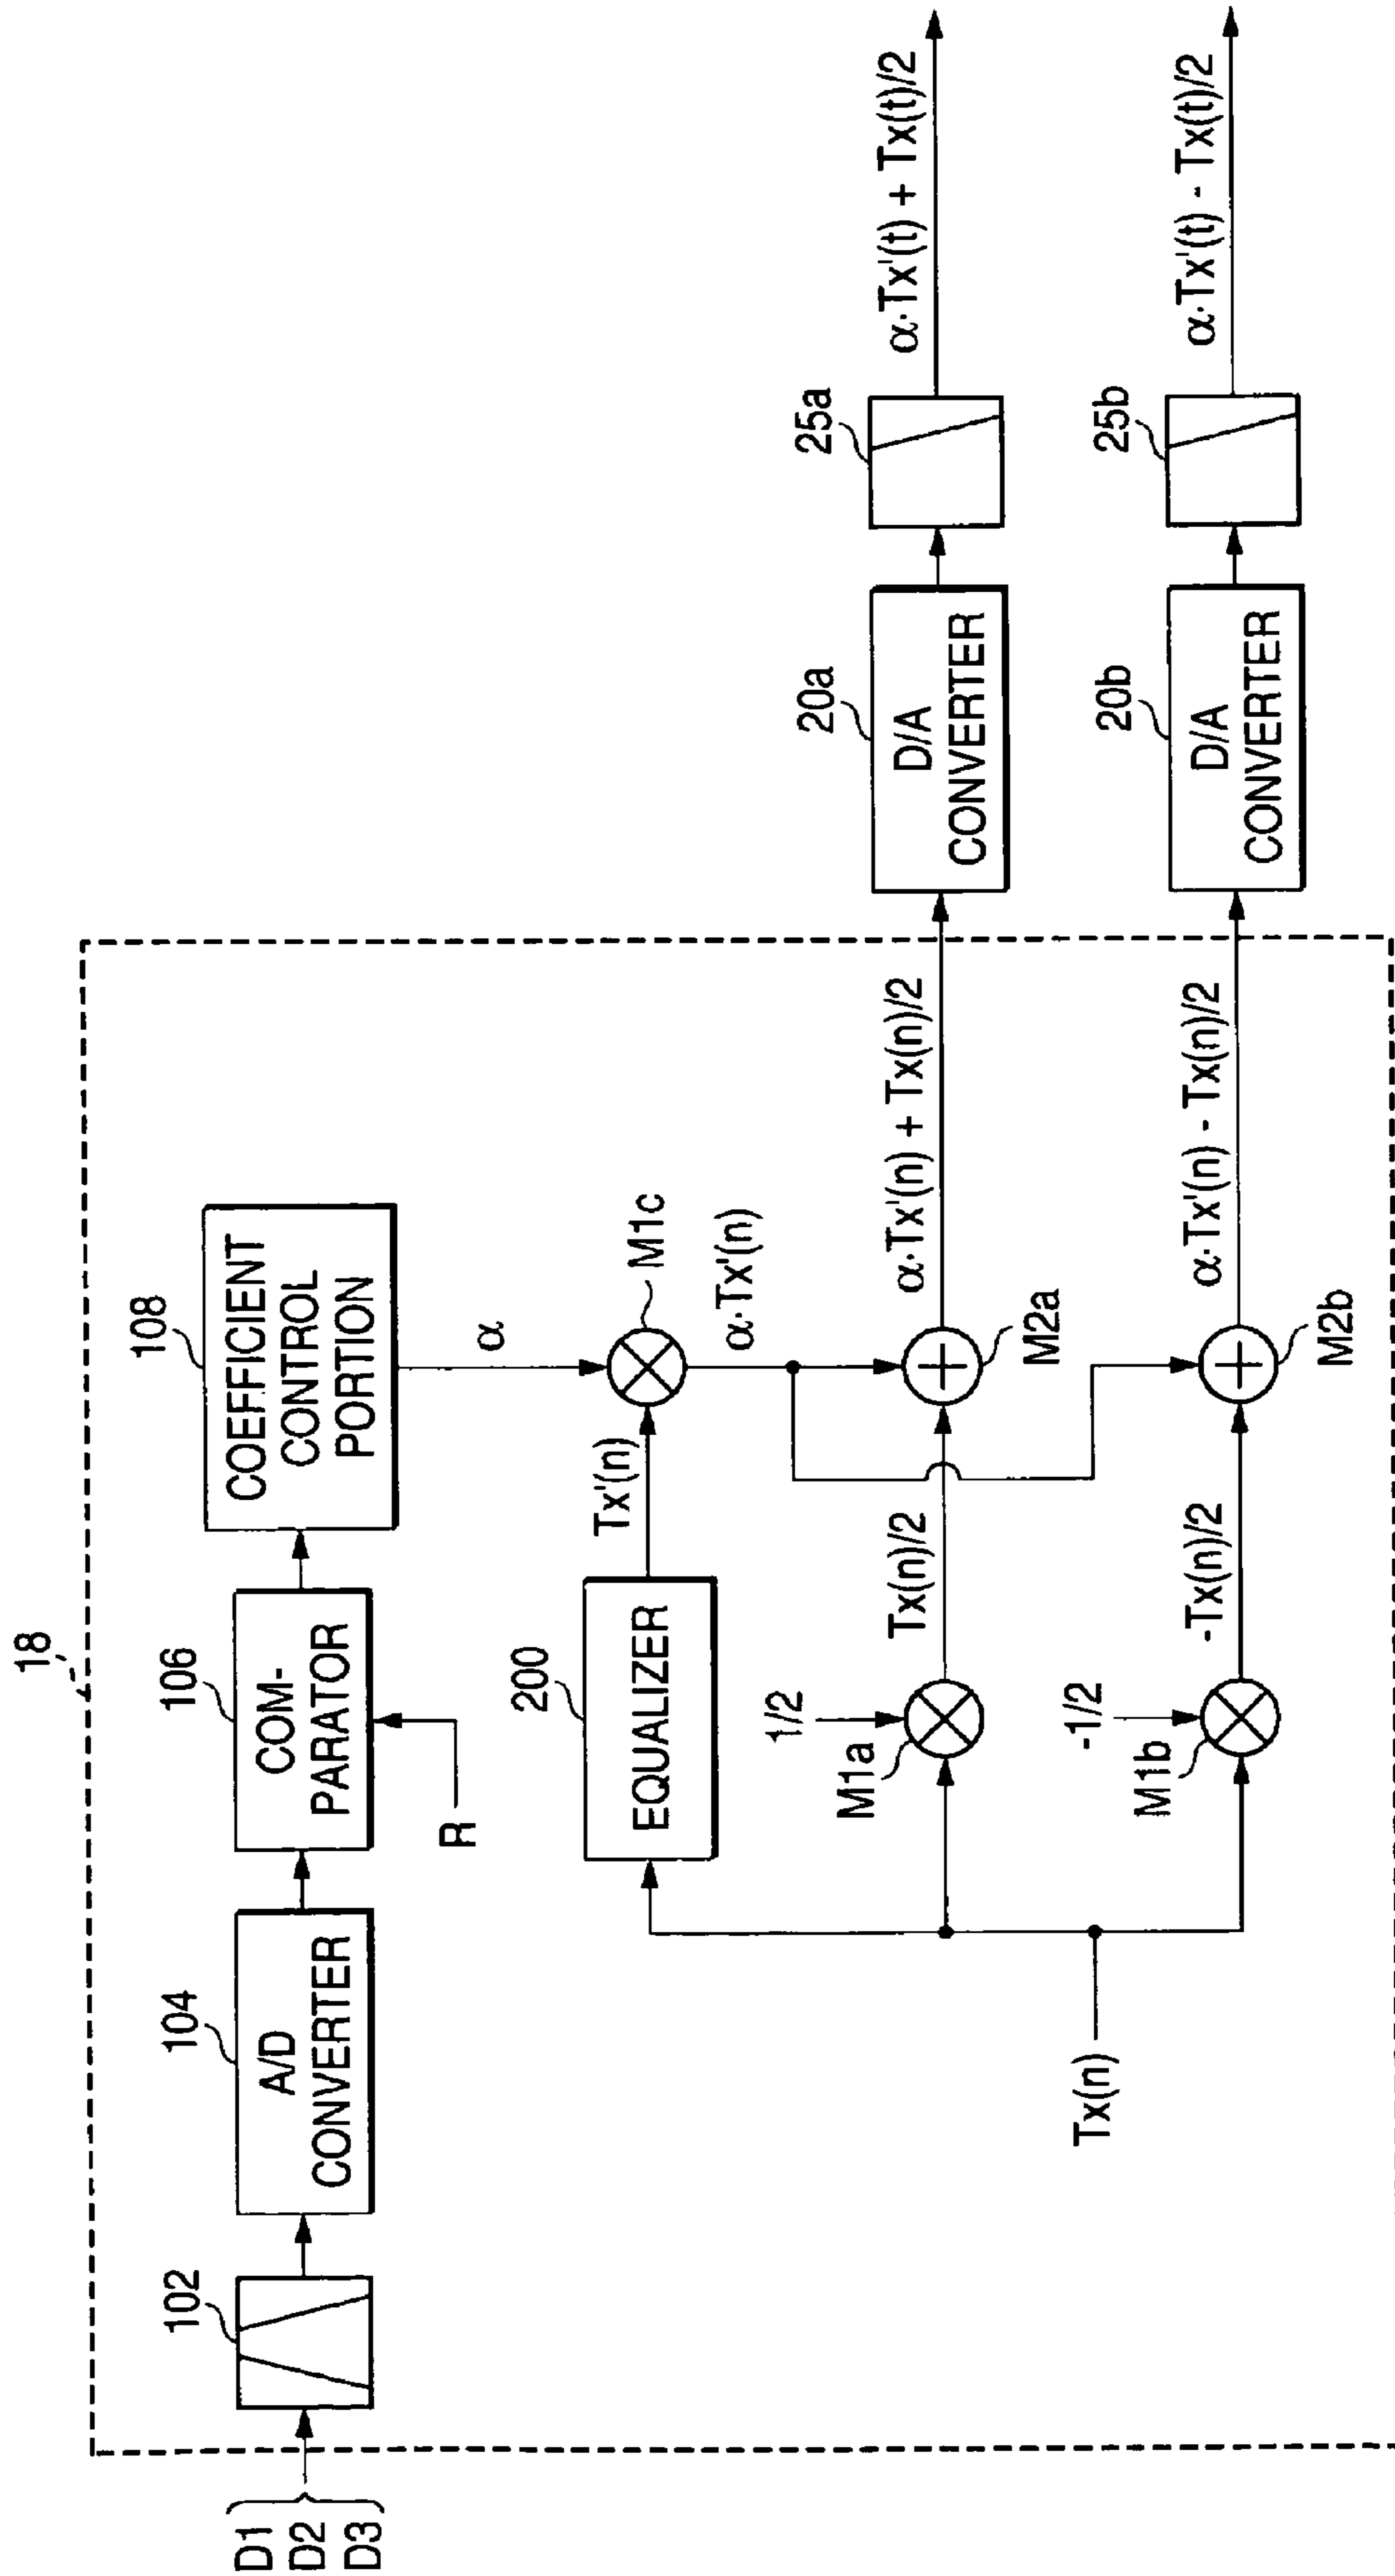 18
D1
D2
D3
102
104
A/D
CONVERTER
106
COM-
PARATOR
R
108
COEFFICIENT
CONTROL
PORTION
α
200
EQUALIZER
Tx'(n)
M1c
α·Tx'(n)
Tx(n)
1/2
M1a
Tx(n)/2
M2a
α·Tx'(n) + Tx(n)/2
20a
D/A
CONVERTER
25a
α·Tx'(t) + Tx(t)/2
-1/2
M1b
-Tx(n)/2
M2b
α·Tx'(n) - Tx(n)/2
20b
D/A
CONVERTER
25b
α·Tx'(t) - Tx(t)/2